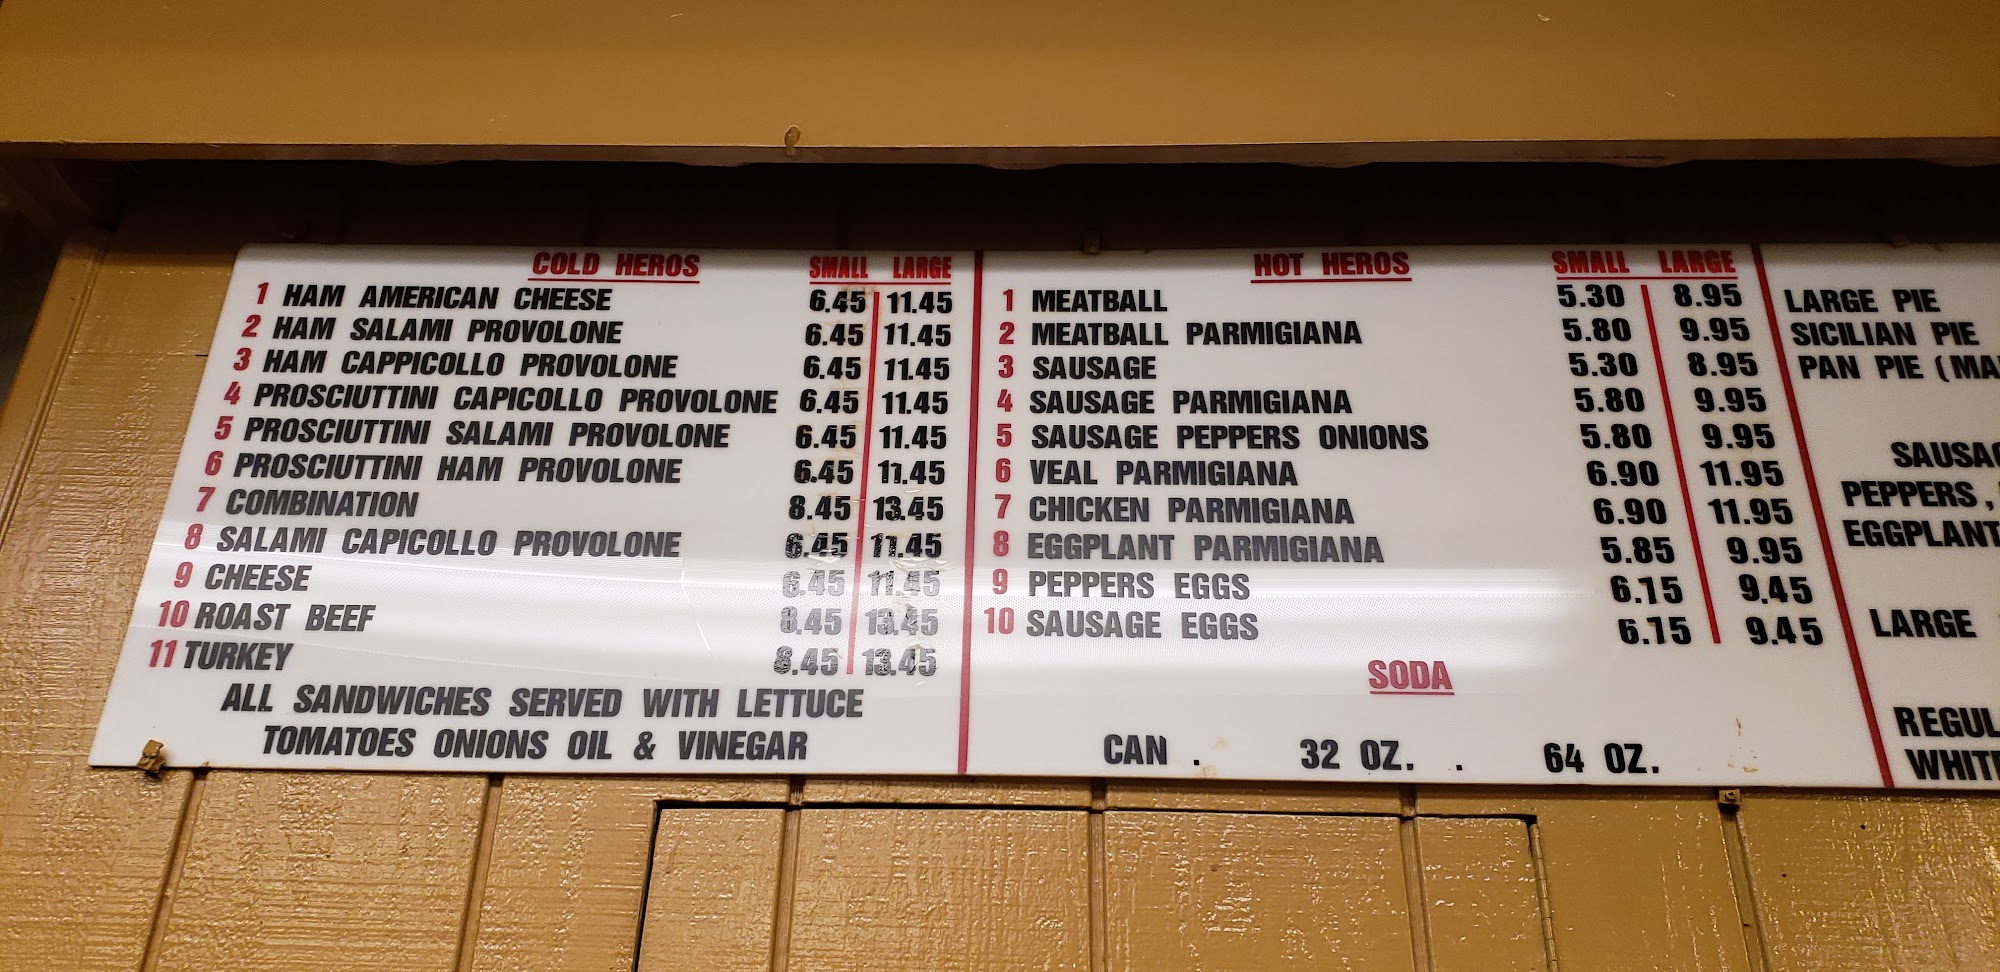 COLD HEROS SMALL LARGE
1 HAM AMERICAN CHEESE 6.45 11.45
2 HAM SALAMI PROVOLONE 6.45 11.45
3 HAM CAPPICOLLO PROVOLONE 6.45 11.45
4 PROSCIUTTINI CAPICOLLO PROVOLONE 6.45 11.45
5 PROSCIUTTINI SALAMI PROVOLONE 6.45 11.45
6 PROSCIUTTINI HAM PROVOLONE 6.45 11.45
7 COMBINATION 8.45 13.45
8 SALAMI CAPICOLLO PROVOLONE 6.45 11.45
9 CHEESE 6.45 11.45
10 ROAST BEEF 8.45 13.45
11 TURKEY 8.45 13.45
ALL SANDWICHES SERVED WITH LETTUCE
TOMATOES ONIONS OIL & VINEGAR
HOT HEROS SMALL LARGE
1 MEATBALL 5.30 8.95
2 MEATBALL PARMIGIANA 5.80 9.95
3 SAUSAGE 5.30 8.95
4 SAUSAGE PARMIGIANA 5.80 9.95
5 SAUSAGE PEPPERS ONIONS 5.80 9.95
6 VEAL PARMIGIANA 6.90 11.95
7 CHICKEN PARMIGIANA 6.90 11.95
8 EGGPLANT PARMIGIANA 5.85 9.95
9 PEPPERS EGGS 6.15 9.45
10 SAUSAGE EGGS 6.15 9.45
SODA
CAN . 32 OZ. . 64 OZ.
LARGE PIE
SICILIAN PIE
PAN PIE (MA
SAUSAG
PEPPERS,
EGGPLANT
LARGE
REGUL
WHITE